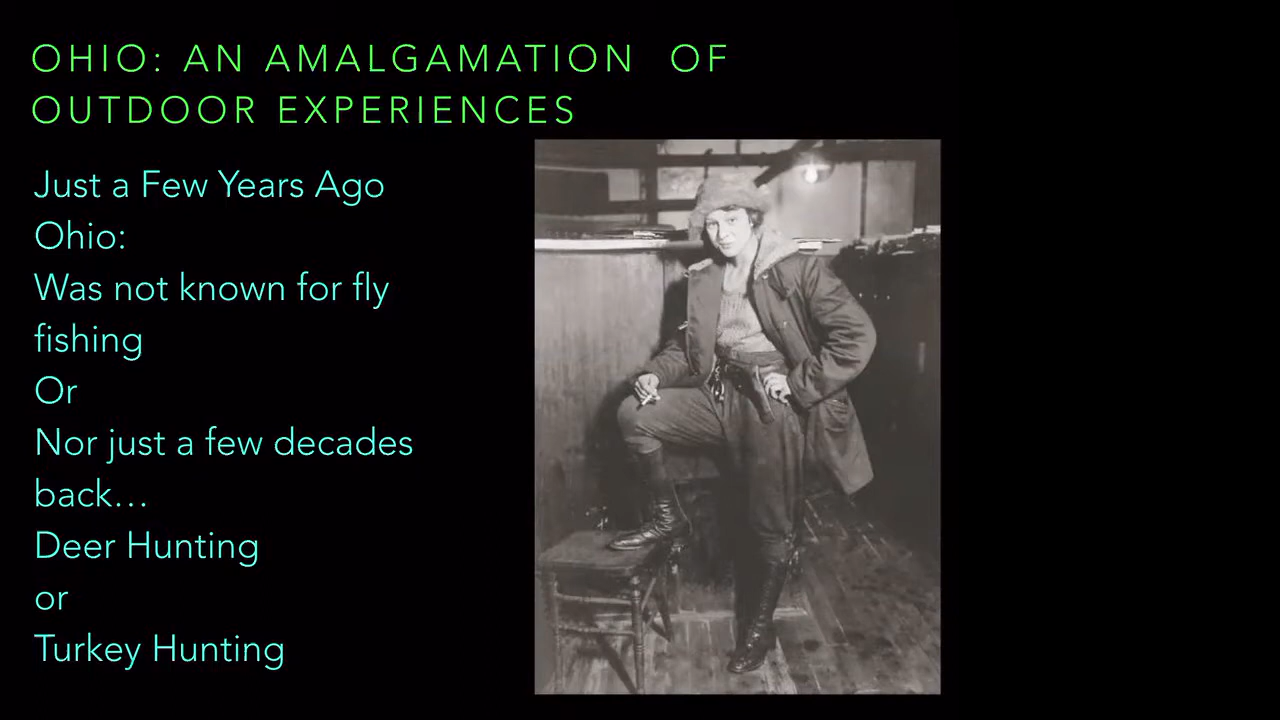 OHIO: AN AMALGAMATION OF
OUTDOOR EXPERIENCES
Just a Few Years Ago
Ohio:
Was not known for fly
fishing
Or
Nor just a few decades
back…
Deer Hunting
or
Turkey Hunting